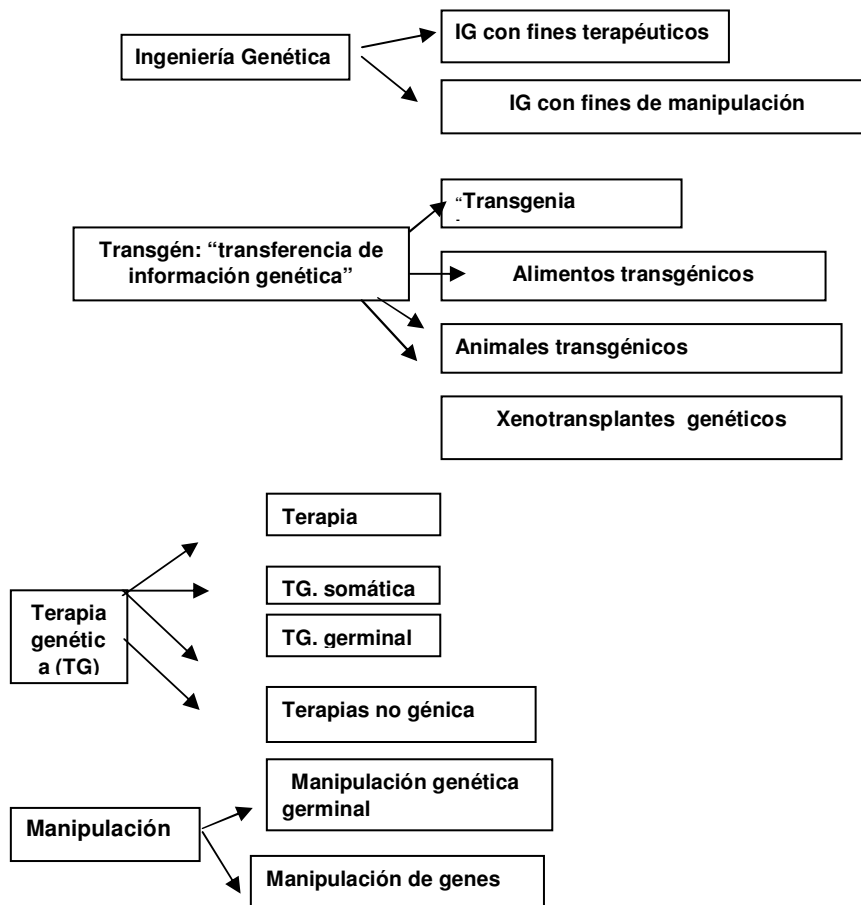 Ingeniería Genética
IG con fines terapéuticos
IG con fines de manipulación
Transgén: “transferencia de
información genética”
“Transgenia
Alimentos transgénicos
Animales transgénicos
Xenotransplantes genéticos
Terapia
genétic
a (TG)
Terapia
TG. somática
TG. germinal
Terapias no génica
Manipulación
Manipulación genética
germinal
Manipulación de genes